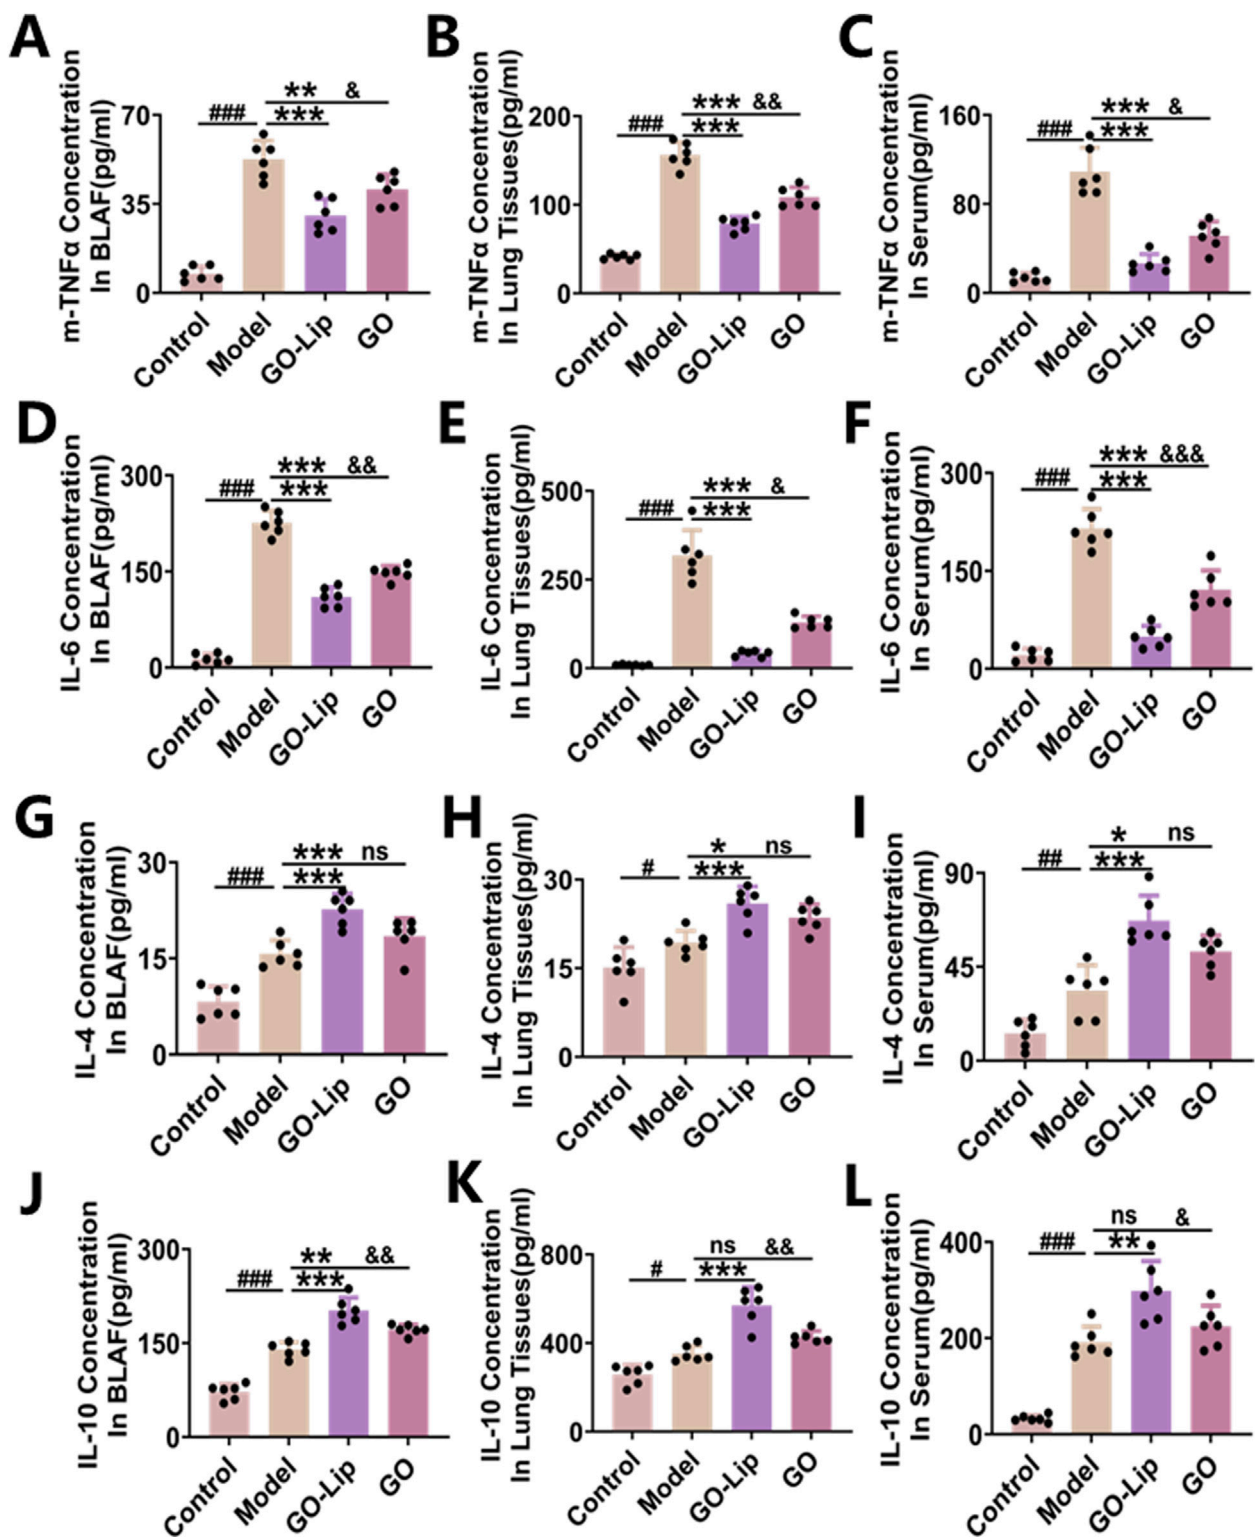 A
m-TNFα Concentration
In BLAF(pg/ml)
70
35
0
###
** &
***
Control
Model
GO-Lip
GO
B
m-TNFα Concentration
In Lung Tissues(pg/ml)
200
100
0
###
*** &&
***
Control
Model
GO-Lip
GO
C
m-TNFα Concentration
In Serum(pg/ml)
160
80
0
###
*** &
***
Control
Model
GO-Lip
GO
D
IL-6 Concentration
In BLAF(pg/ml)
300
150
0
###
*** &&
***
Control
Model
GO-Lip
GO
E
IL-6 Concentration
In Lung Tissues(pg/ml)
500
250
0
###
*** &
***
Control
Model
GO-Lip
GO
F
IL-6 Concentration
In Serum(pg/ml)
300
150
0
###
*** &&&
***
Control
Model
GO-Lip
GO
G
IL-4 Concentration
In BLAF(pg/ml)
30
15
0
###
*** ns
***
Control
Model
GO-Lip
GO
H
IL-4 Concentration
In Lung Tissues(pg/ml)
30
15
0
#
* ns
***
Control
Model
GO-Lip
GO
I
IL-4 Concentration
In Serum(pg/ml)
90
45
0
##
* ns
***
Control
Model
GO-Lip
GO
J
IL-10 Concentration
In BLAF(pg/ml)
300
150
0
###
** &&
***
Control
Model
GO-Lip
GO
K
IL-10 Concentration
In Lung Tissues(pg/ml)
800
400
0
#
ns &&
***
Control
Model
GO-Lip
GO
L
IL-10 Concentration
In Serum(pg/ml)
400
200
0
###
ns &
**
Control
Model
GO-Lip
GO